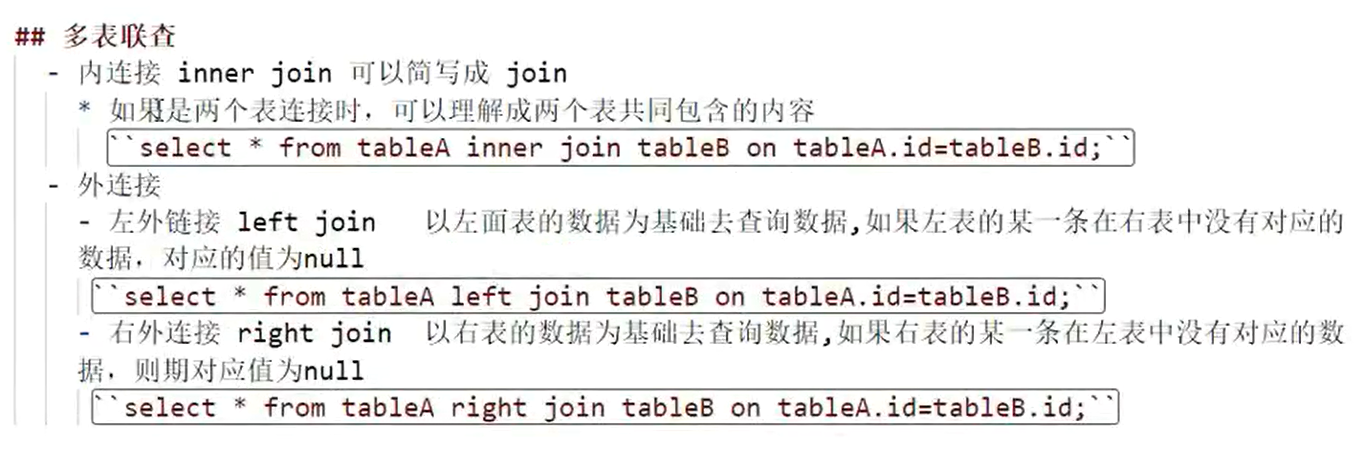 ## 多表联查
- 内连接 inner join 可以简写成 join
* 如果是两个表连接时，可以理解成两个表共同包含的内容
``select * from tableA inner join tableB on tableA.id=tableB.id;``
- 外连接
- 左外链接 left join 以左面表的数据为基础去查询数据,如果左表的某一条在右表中没有对应的
数据，对应的值为null
``select * from tableA left join tableB on tableA.id=tableB.id;``
- 右外连接 right join 以右表的数据为基础去查询数据,如果右表的某一条在左表中没有对应的数
据，则期对应值为null
``select * from tableA right join tableB on tableA.id=tableB.id;``